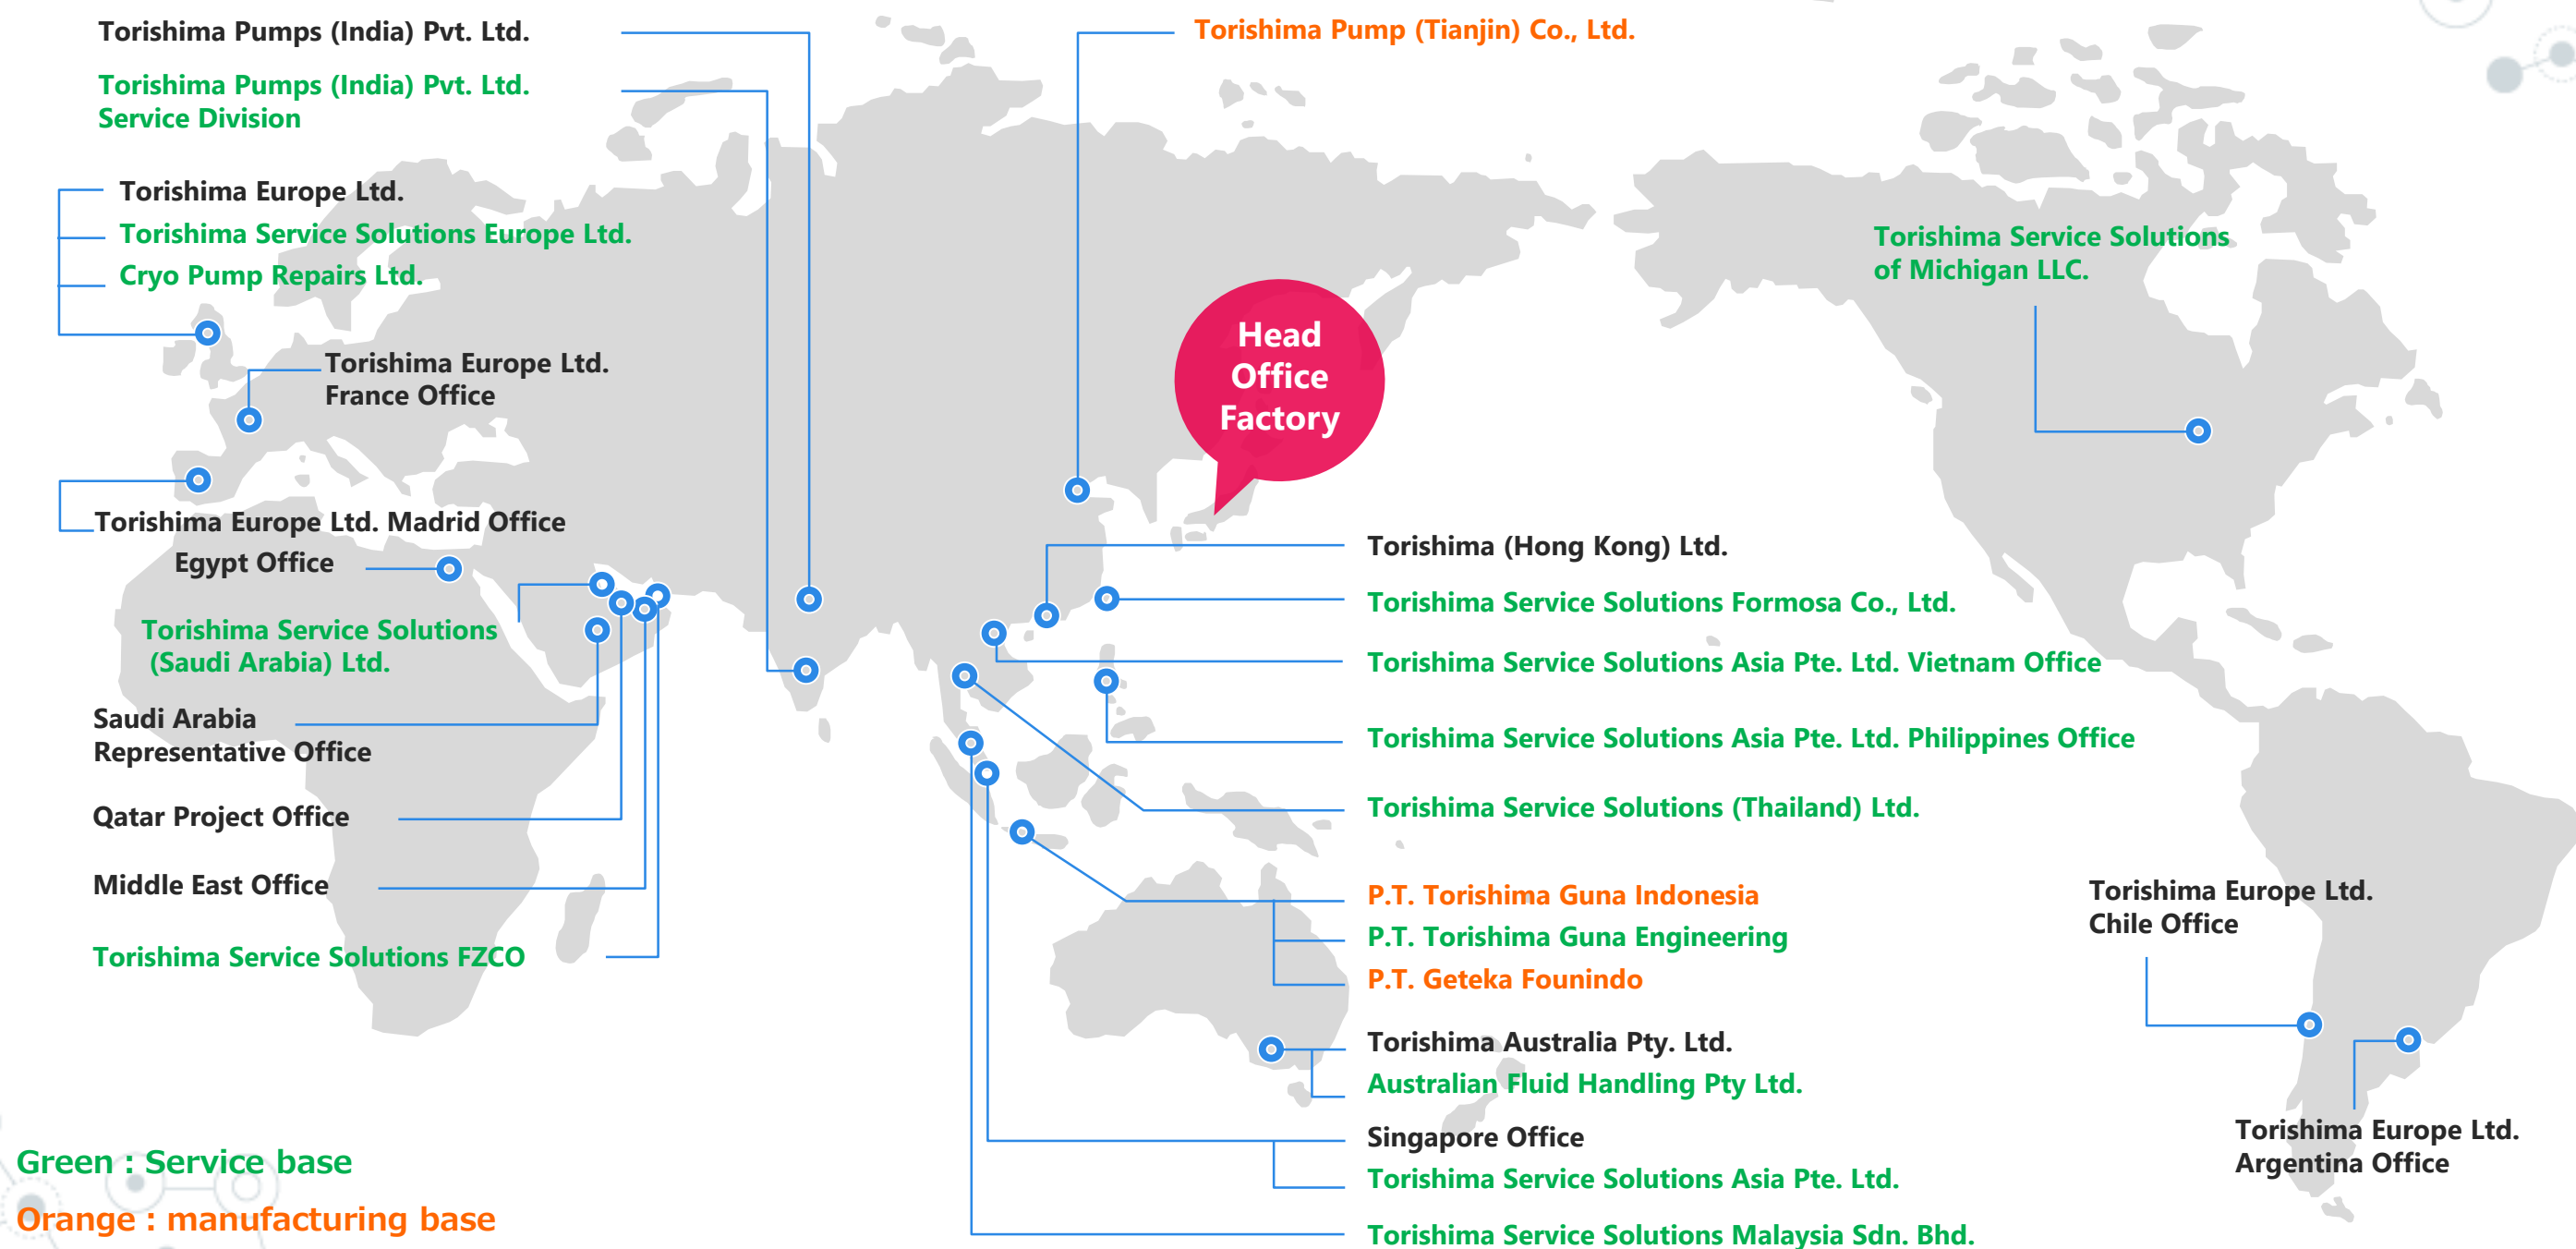 Torishima Pumps (India) Pvt. Ltd.
Torishima Pumps (India) Pvt. Ltd.
Service Division
Torishima Europe Ltd.
Torishima Service Solutions Europe Ltd.
Cryo Pump Repairs Ltd.
Torishima Europe Ltd.
France Office
Torishima Europe Ltd. Madrid Office
Egypt Office
Torishima Service Solutions
(Saudi Arabia) Ltd.
Saudi Arabia
Representative Office
Qatar Project Office
Middle East Office
Torishima Service Solutions FZCO
Green : Service base
Orange : manufacturing base
Torishima Pump (Tianjin) Co., Ltd.
Head
Office
Factory
Torishima (Hong Kong) Ltd.
Torishima Service Solutions Formosa Co., Ltd.
Torishima Service Solutions Asia Pte. Ltd. Vietnam Office
Torishima Service Solutions Asia Pte. Ltd. Philippines Office
Torishima Service Solutions (Thailand) Ltd.
P.T. Torishima Guna Indonesia
P.T. Torishima Guna Engineering
P.T. Geteka Founindo
Torishima Australia Pty. Ltd.
Australian Fluid Handling Pty Ltd.
Singapore Office
Torishima Service Solutions Asia Pte. Ltd.
Torishima Service Solutions Malaysia Sdn. Bhd.
Torishima Service Solutions
of Michigan LLC.
Torishima Europe Ltd.
Chile Office
Torishima Europe Ltd.
Argentina Office